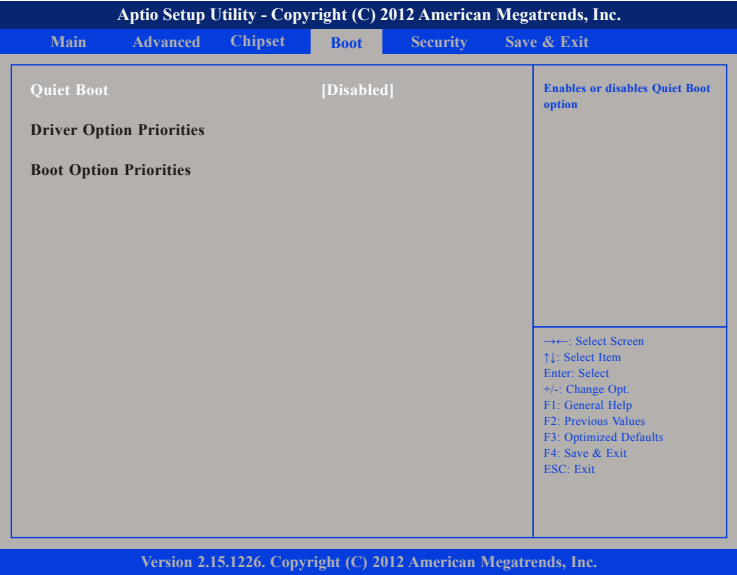 Aptio Setup Utility - Copyright (C) 2012 American Megatrends, Inc.
Main Advanced Chipset Boot Security Save & Exit
Quiet Boot [Disabled]
Driver Option Priorities
Boot Option Priorities
Enables or disables Quiet Boot
option
→←: Select Screen
↑↓: Select Item
Enter: Select
+/-: Change Opt.
F1: General Help
F2: Previous Values
F3: Optimized Defaults
F4: Save & Exit
ESC: Exit
Version 2.15.1226. Copyright (C) 2012 American Megatrends, Inc.